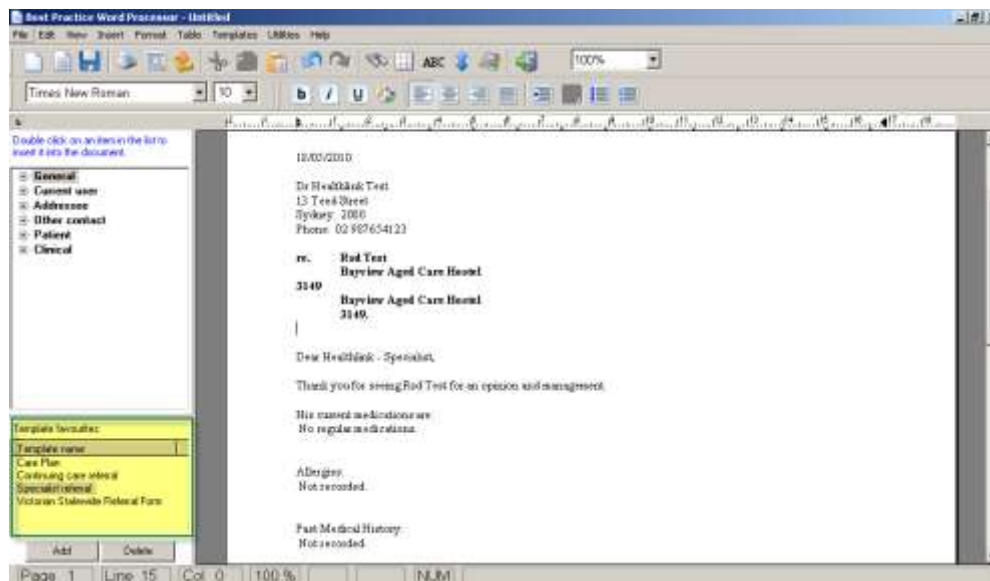 Best Practice Word Processor - Untitled
File Edit View Insert Format Table Templates Utilities Help
ABC 100%
Times New Roman 10 b i u
Double click on an item in the list to
insert it into the document.
General
Current user
Addressee
Other contact
Patient
Clinical
18/03/2010
Dr Healthlink Test
13 Teed Street
Sydney 2000
Phone: 02 987654123
re. Rod Test
Bayview Aged Care Hostel
3149
Bayview Aged Care Hostel
3149.
Dear Healthlink - Specialist,
Thank you for seeing Rod Test for an opinion and management.
His current medications are:
No regular medications.
Allergies:
Not recorded.
Past Medical History:
Not recorded.
Template favourites:
Template name
Care Plan
Continuing care referral
Specialist referral
Victorian Statewide Referral Form
Add Delete
Page 1 Line 15 Col 0 100 % NUM